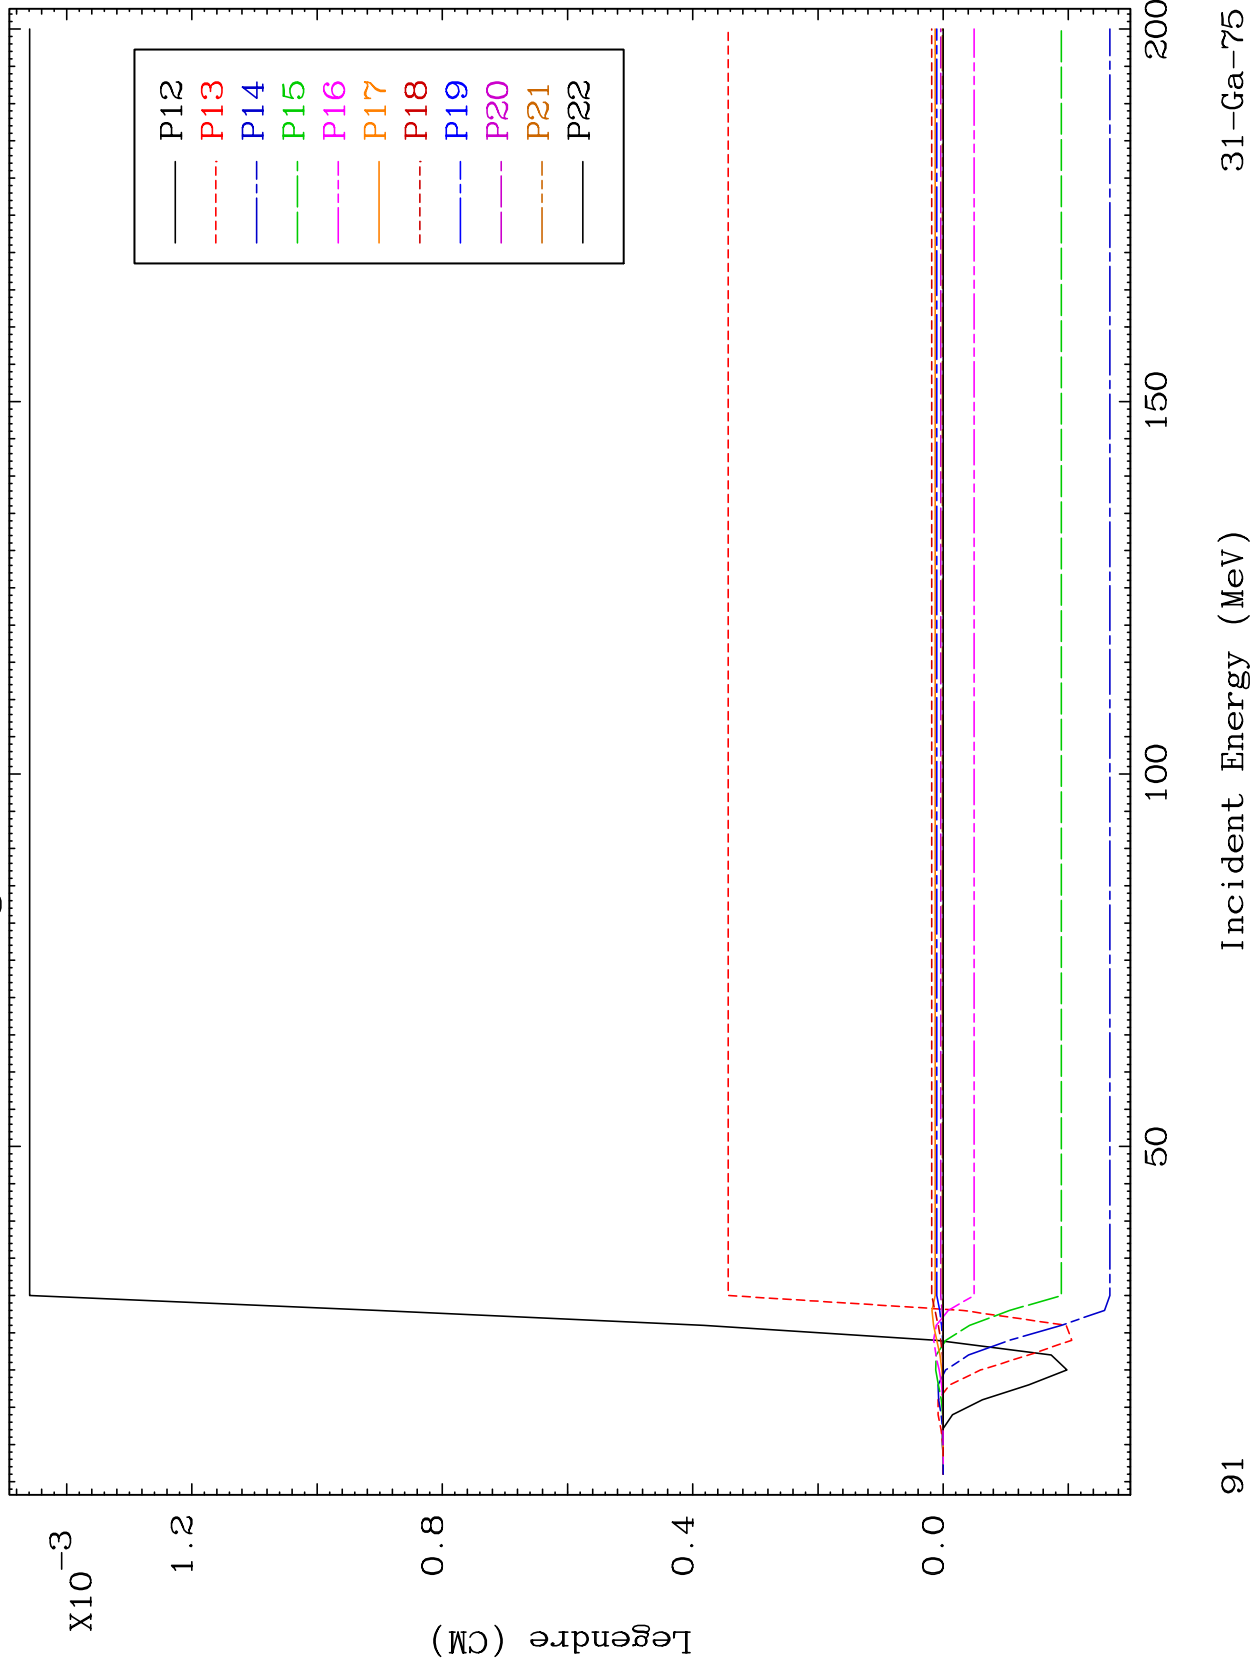 P12
P13
P14
P15
P16
P17
P18
P19
P20
P21
P22
X10⁻³
1.2
0.8
0.4
0.0
Legendre (CM)
50
100
150
200
Incident Energy (MeV)
91
31-Ga-75